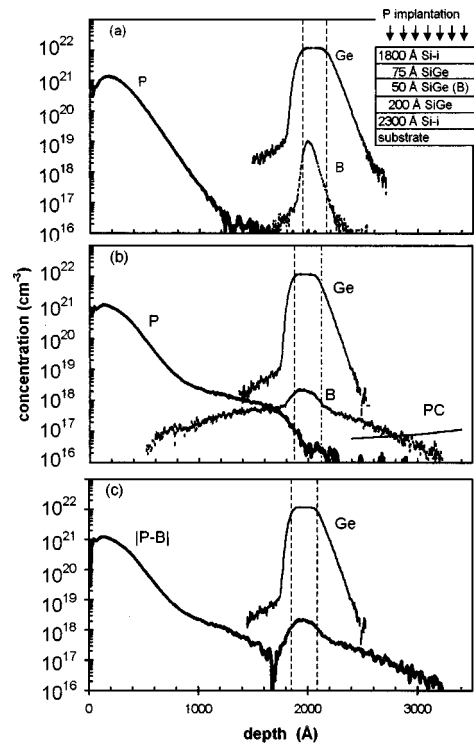 P implantation
1800 Å Si-i
75 Å SiGe
50 Å SiGe (B)
200 Å SiGe
2300 Å Si-i
substrate
(a)
P
Ge
B
10^22
10^21
10^20
10^19
10^18
10^17
10^16
(b)
P
Ge
B
PC
10^22
10^21
10^20
10^19
10^18
10^17
10^16
(c)
|P-B|
Ge
10^22
10^21
10^20
10^19
10^18
10^17
10^16
concentration (cm^-3)
0 1000 2000 3000
depth (Å)